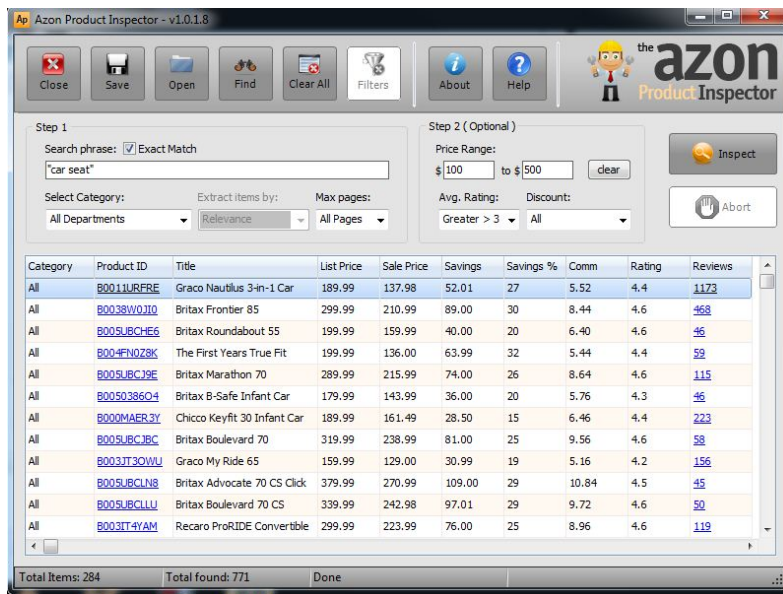 Ap Azon Product Inspector - v1.0.1.8
Close Save Open Find Clear All Filters About Help
the azon
Product Inspector
Step 1
Search phrase: Exact Match
"car seat"
Select Category: Extract items by: Max pages:
All Departments Relevance All Pages
Step 2 ( Optional )
Price Range:
$ 100 to $ 500 clear
Avg. Rating: Discount:
Greater > 3 All
Inspect
Abort
Category Product ID Title List Price Sale Price Savings Savings % Comm Rating Reviews
All B0011URFRE Graco Nautilus 3-in-1 Car 189.99 137.98 52.01 27 5.52 4.4 1173
All B0038W0JI0 Britax Frontier 85 299.99 210.99 89.00 30 8.44 4.6 468
All B005UBCHE6 Britax Roundabout 55 199.99 159.99 40.00 20 6.40 4.6 46
All B004FN0Z8K The First Years True Fit 199.99 136.00 63.99 32 5.44 4.4 59
All B005UBCJ9E Britax Marathon 70 289.99 215.99 74.00 26 8.64 4.6 115
All B0050386O4 Britax B-Safe Infant Car 179.99 143.99 36.00 20 5.76 4.3 46
All B000MAER3Y Chicco Keyfit 30 Infant Car 189.99 161.49 28.50 15 6.46 4.4 223
All B005UBCJBC Britax Boulevard 70 319.99 238.99 81.00 25 9.56 4.6 58
All B003JT3OWU Graco My Ride 65 159.99 129.00 30.99 19 5.16 4.2 156
All B005UBCLN8 Britax Advocate 70 CS Click 379.99 270.99 109.00 29 10.84 4.5 45
All B005UBCLLU Britax Boulevard 70 CS 339.99 242.98 97.01 29 9.72 4.6 50
All B003IT4YAM Recaro ProRIDE Convertible 299.99 223.99 76.00 25 8.96 4.6 119
Total Items: 284 Total found: 771 Done